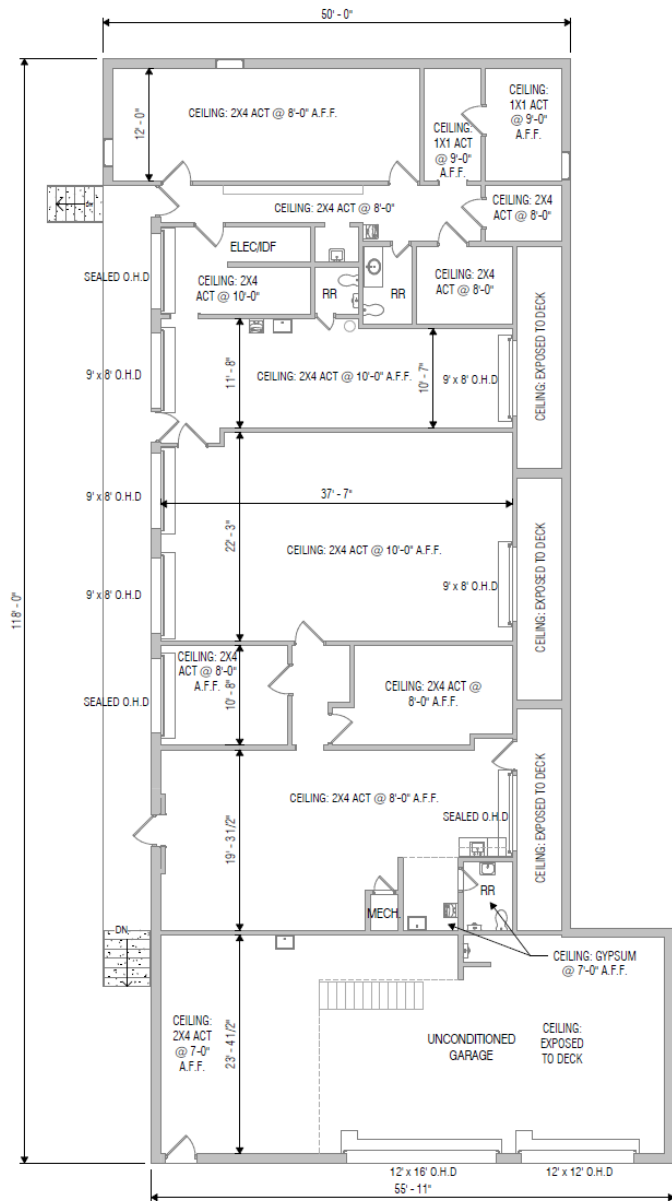 50' - 0"
118' - 0"
12' - 0"
CEILING: 2X4 ACT @ 8'-0" A.F.F.
CEILING:
1X1 ACT
@ 9'-0"
A.F.F.
CEILING:
1X1 ACT
@ 9'-0"
A.F.F.
CEILING: 2X4 ACT @ 8'-0"
CEILING: 2X4
ACT @ 8'-0"
ELEC/IDF
SEALED O.H.D
CEILING: 2X4
ACT @ 10'-0"
RR
RR
CEILING: 2X4
ACT @ 8'-0"
CEILING: EXPOSED TO DECK
9' x 8' O.H.D
11' - 8"
CEILING: 2X4 ACT @ 10'-0" A.F.F.
10' - 7"
9' x 8' O.H.D
9' x 8' O.H.D
37' - 7"
22' - 3"
CEILING: 2X4 ACT @ 10'-0" A.F.F.
9' x 8' O.H.D
9' x 8' O.H.D
CEILING: EXPOSED TO DECK
SEALED O.H.D
CEILING: 2X4
ACT @ 8'-0"
A.F.F.
10' - 8"
CEILING: 2X4 ACT @
8'-0" A.F.F.
CEILING: 2X4 ACT @ 8'-0" A.F.F.
SEALED O.H.D
CEILING: EXPOSED TO DECK
19' - 3 1/2"
MECH.
RR
DN.
CEILING: GYPSUM
@ 7'-0" A.F.F.
CEILING:
2X4 ACT
@ 7-0"
A.F.F.
23' - 4 1/2"
UNCONDITIONED
GARAGE
CEILING:
EXPOSED
TO DECK
12' x 16' O.H.D
12' x 12' O.H.D
55' - 11"